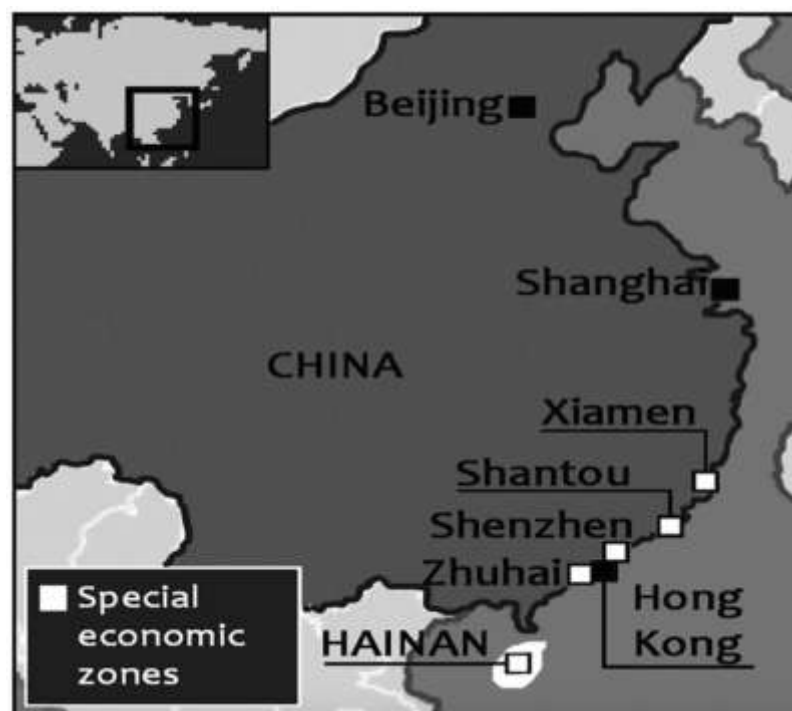 Beijing
Shanghai
CHINA
Xiamen
Shantou
Shenzhen
Zhuhai
Hong
Kong
HAINAN
Special
economic
zones